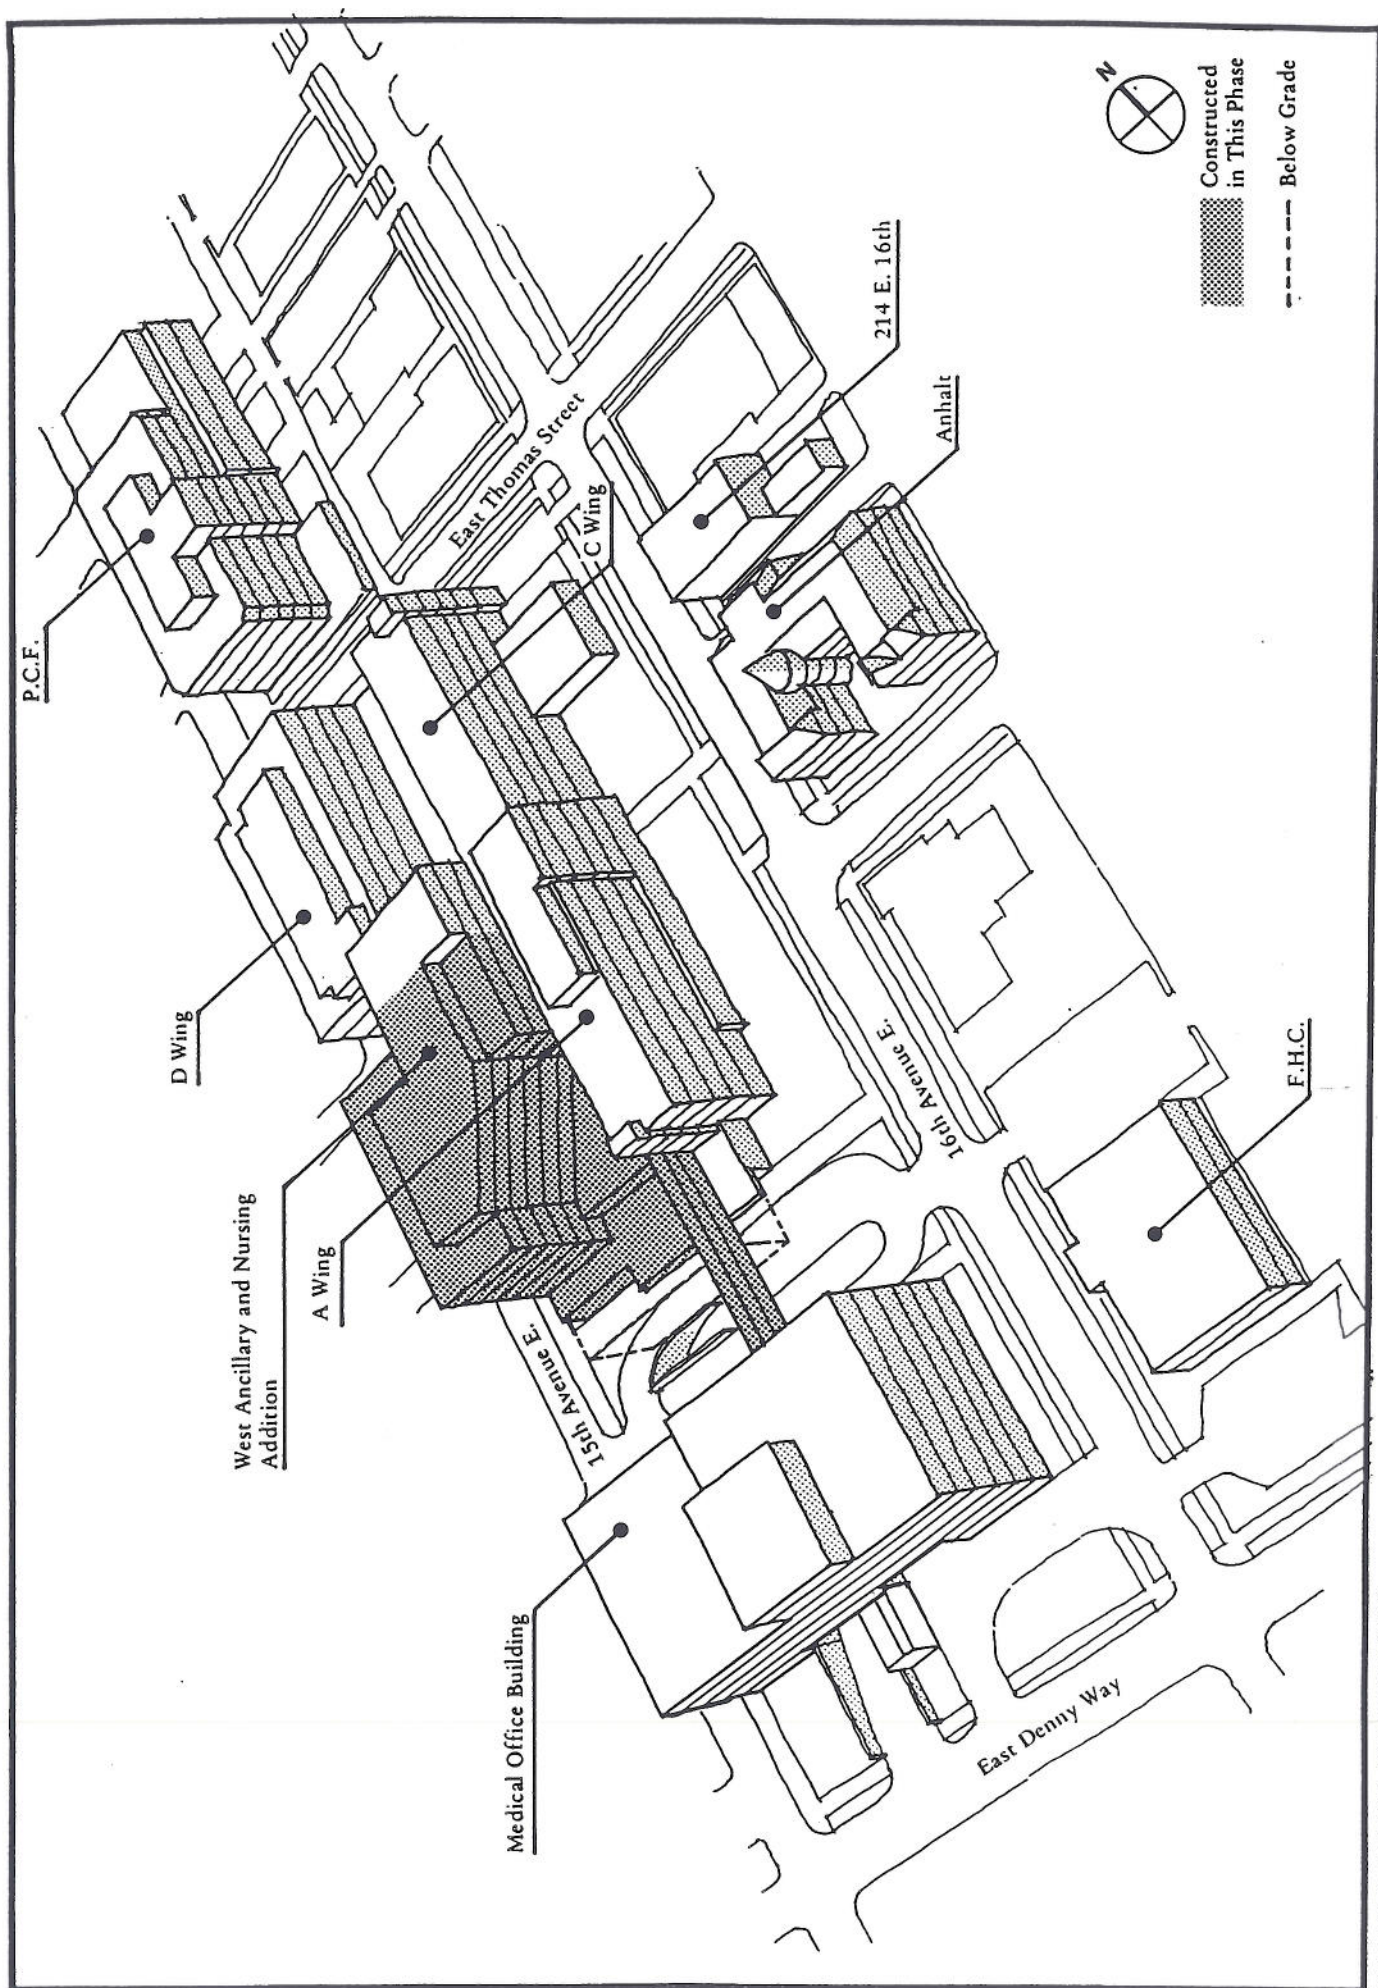 P.C.F.
D Wing
West Ancillary and Nursing
Addition
A Wing
Medical Office Building
15th Avenue E.
East Thomas Street
C Wing
214 E. 16th
Anhalt
16th Avenue E.
F.H.C.
East Denny Way
N
Constructed
in This Phase
Below Grade